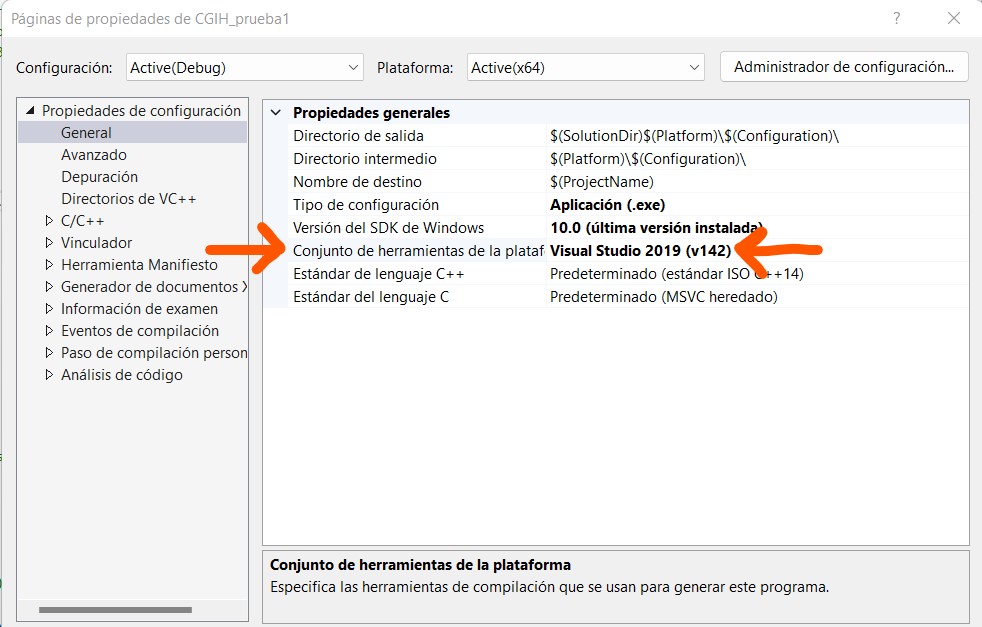 Páginas de propiedades de CGIH_prueba1 ?
Configuración: Active(Debug) Plataforma: Active(x64) Administrador de configuración...
Propiedades de configuración
General
Avanzado
Depuración
Directorios de VC++
C/C++
Vinculador
Herramienta Manifiesto
Generador de documentos X
Información de examen
Eventos de compilación
Paso de compilación person
Análisis de código
Propiedades generales
Directorio de salida $(SolutionDir)$(Platform)\$(Configuration)\
Directorio intermedio $(Platform)\$(Configuration)\
Nombre de destino $(ProjectName)
Tipo de configuración Aplicación (.exe)
Versión del SDK de Windows 10.0 (última versión instalada)
Conjunto de herramientas de la plataf Visual Studio 2019 (v142)
Estándar de lenguaje C++ Predeterminado (estándar ISO C++14)
Estándar del lenguaje C Predeterminado (MSVC heredado)
Conjunto de herramientas de la plataforma
Especifica las herramientas de compilación que se usan para generar este programa.